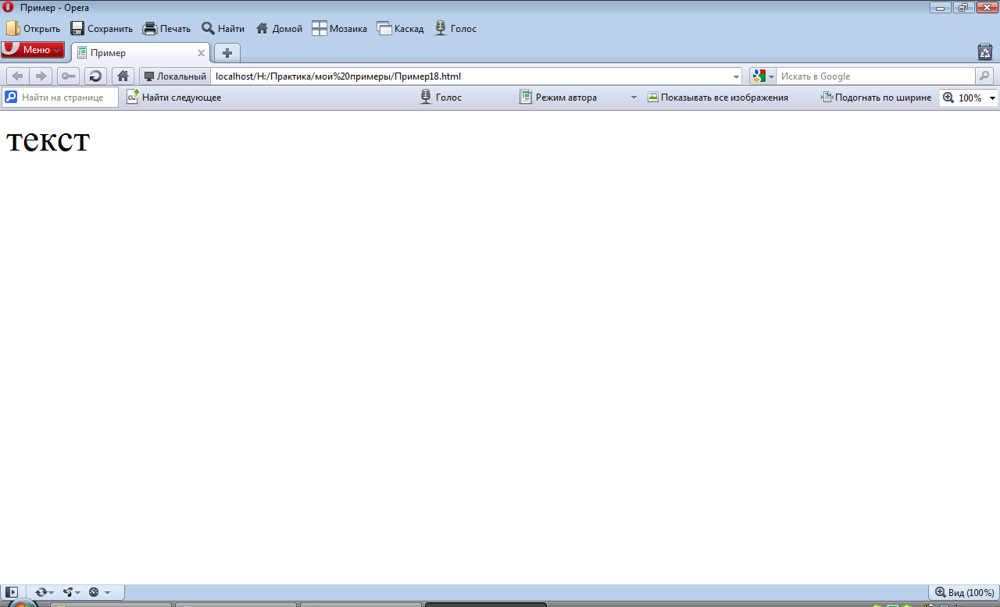 Пример - Opera
Открыть Сохранить Печать Найти Домой Мозаика Каскад Голос
Меню Пример
Локальный localhost/H:/Практика/мои%20примеры/Пример18.html Искать в Google
Найти на странице Найти следующее Голос Режим автора Показывать все изображения Подогнать по ширине 100%
текст
Вид (100%)